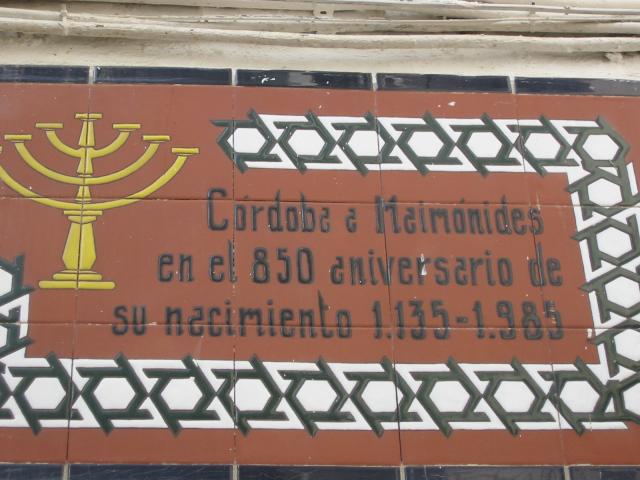 Córdoba a Maimónides
en el 850 aniversario de
su nacimiento 1.135-1.985